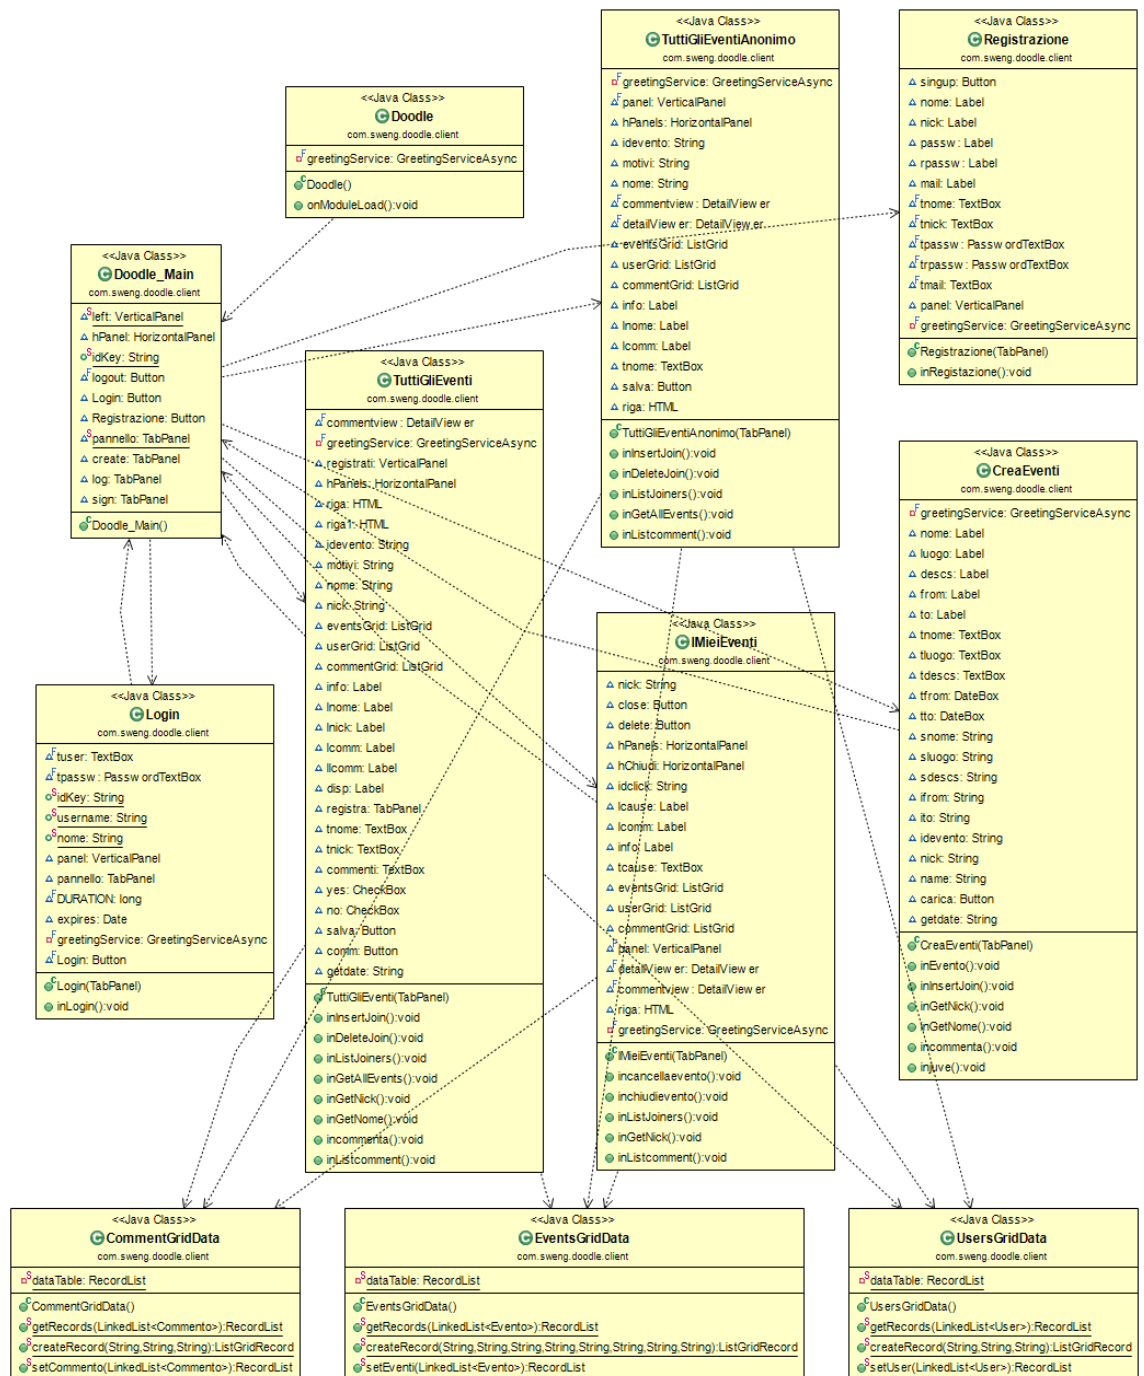 <<Java Class>>
Doodle
com.sweng.doodle.client
greetingService: GreetingServiceAsync
Doodle()
onModuleLoad():void
<<Java Class>>
TuttiGliEventiAnonimo
com.sweng.doodle.client
greetingService: GreetingServiceAsync
panel: VerticalPanel
hPanels: HorizontalPanel
idevento: String
motivi: String
nome: String
commentview: DetailViewer
detailViewer: DetailViewer
eventsGrid: ListGrid
userGrid: ListGrid
commentGrid: ListGrid
info: Label
lnome: Label
lcomm: Label
tnome: TextBox
salva: Button
riga: HTML
TuttiGliEventiAnonimo(TabPanel)
inInsertJoin():void
inDeleteJoin():void
inListJoiners():void
inGetAllEvents():void
inListcomment():void
<<Java Class>>
Registrazione
com.sweng.doodle.client
singup: Button
nome: Label
nick: Label
passw: Label
rpassw: Label
mail: Label
tnome: TextBox
tnick: TextBox
tpassw: PasswordTextBox
trpassw: PasswordTextBox
tmail: TextBox
panel: VerticalPanel
greetingService: GreetingServiceAsync
Registrazione(TabPanel)
inRegistazione():void
<<Java Class>>
Doodle_Main
com.sweng.doodle.client
left: VerticalPanel
hPanel: HorizontalPanel
idKey: String
logout: Button
Login: Button
Registrazione: Button
pannello: TabPanel
create: TabPanel
log: TabPanel
sign: TabPanel
Doodle_Main()
<<Java Class>>
TuttiGliEventi
com.sweng.doodle.client
commentview: DetailViewer
greetingService: GreetingServiceAsync
registrati: VerticalPanel
hPanels: HorizontalPanel
riga: HTML
riga1: HTML
idevento: String
motivi: String
nome: String
nick: String
eventsGrid: ListGrid
userGrid: ListGrid
commentGrid: ListGrid
info: Label
lnome: Label
lnick: Label
lcomm: Label
llcomm: Label
disp: Label
registra: TabPanel
tnome: TextBox
tnick: TextBox
commenti: TextBox
yes: CheckBox
no: CheckBox
salva: Button
comm: Button
getdate: String
TuttiGliEventi(TabPanel)
inInsertJoin():void
inDeleteJoin():void
inListJoiners():void
inGetAllEvents():void
inGetNick():void
inGetNome():void
incommenta():void
inListcomment():void
<<Java Class>>
CreaEventi
com.sweng.doodle.client
greetingService: GreetingServiceAsync
nome: Label
luogo: Label
descs: Label
from: Label
to: Label
tnome: TextBox
tluogo: TextBox
tdescs: TextBox
tfrom: DateBox
tto: DateBox
snome: String
sluogo: String
sdescs: String
ifrom: String
ito: String
idevento: String
nick: String
name: String
carica: Button
getdate: String
CreaEventi(TabPanel)
inEvento():void
inInsertJoin():void
inGetNick():void
inGetNome():void
incommenta():void
injuve():void
<<Java Class>>
IMieiEventi
com.sweng.doodle.client
nick: String
close: Button
delete: Button
hPanels: HorizontalPanel
hChiudi: HorizontalPanel
idclick: String
lcause: Label
lcomm: Label
info: Label
tcause: TextBox
eventsGrid: ListGrid
userGrid: ListGrid
commentGrid: ListGrid
panel: VerticalPanel
detailViewer: DetailViewer
commentview: DetailViewer
riga: HTML
greetingService: GreetingServiceAsync
IMieiEventi(TabPanel)
incancellaevento():void
inchiudievento():void
inListJoiners():void
inGetNick():void
inListcomment():void
<<Java Class>>
Login
com.sweng.doodle.client
tuser: TextBox
tpassw: PasswordTextBox
idKey: String
username: String
nome: String
panel: VerticalPanel
pannello: TabPanel
DURATION: long
expires: Date
greetingService: GreetingServiceAsync
Login: Button
Login(TabPanel)
inLogin():void
<<Java Class>>
CommentGridData
com.sweng.doodle.client
dataTable: RecordList
CommentGridData()
getRecords(LinkedList<Commento>):RecordList
createRecord(String,String,String):ListGridRecord
setCommento(LinkedList<Commento>):RecordList
<<Java Class>>
EventsGridData
com.sweng.doodle.client
dataTable: RecordList
EventsGridData()
getRecords(LinkedList<Evento>):RecordList
createRecord(String,String,String,String,String,String,String):ListGridRecord
setEventi(LinkedList<Evento>):RecordList
<<Java Class>>
UsersGridData
com.sweng.doodle.client
dataTable: RecordList
UsersGridData()
getRecords(LinkedList<User>):RecordList
createRecord(String,String,String):ListGridRecord
setUser(LinkedList<User>):RecordList